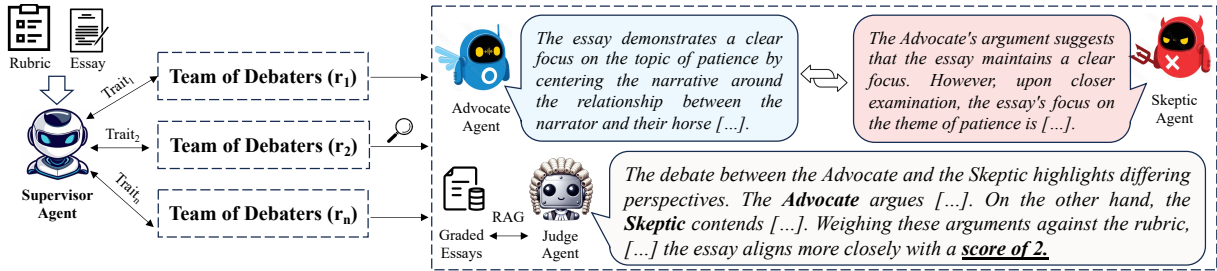 Rubric
Essay
Supervisor
Agent
Trait1
Trait2
Traitn
Team of Debaters (r1)
Team of Debaters (r2)
Team of Debaters (rn)
Advocate
Agent
The essay demonstrates a clear
focus on the topic of patience by
centering the narrative around
the relationship between the
narrator and their horse […].
The Advocate's argument suggests
that the essay maintains a clear
focus. However, upon closer
examination, the essay's focus on
the theme of patience is […].
Skeptic
Agent
Graded
Essays
RAG
Judge
Agent
The debate between the Advocate and the Skeptic highlights differing
perspectives. The Advocate argues […]. On the other hand, the
Skeptic contends […]. Weighing these arguments against the rubric,
[…] the essay aligns more closely with a score of 2.